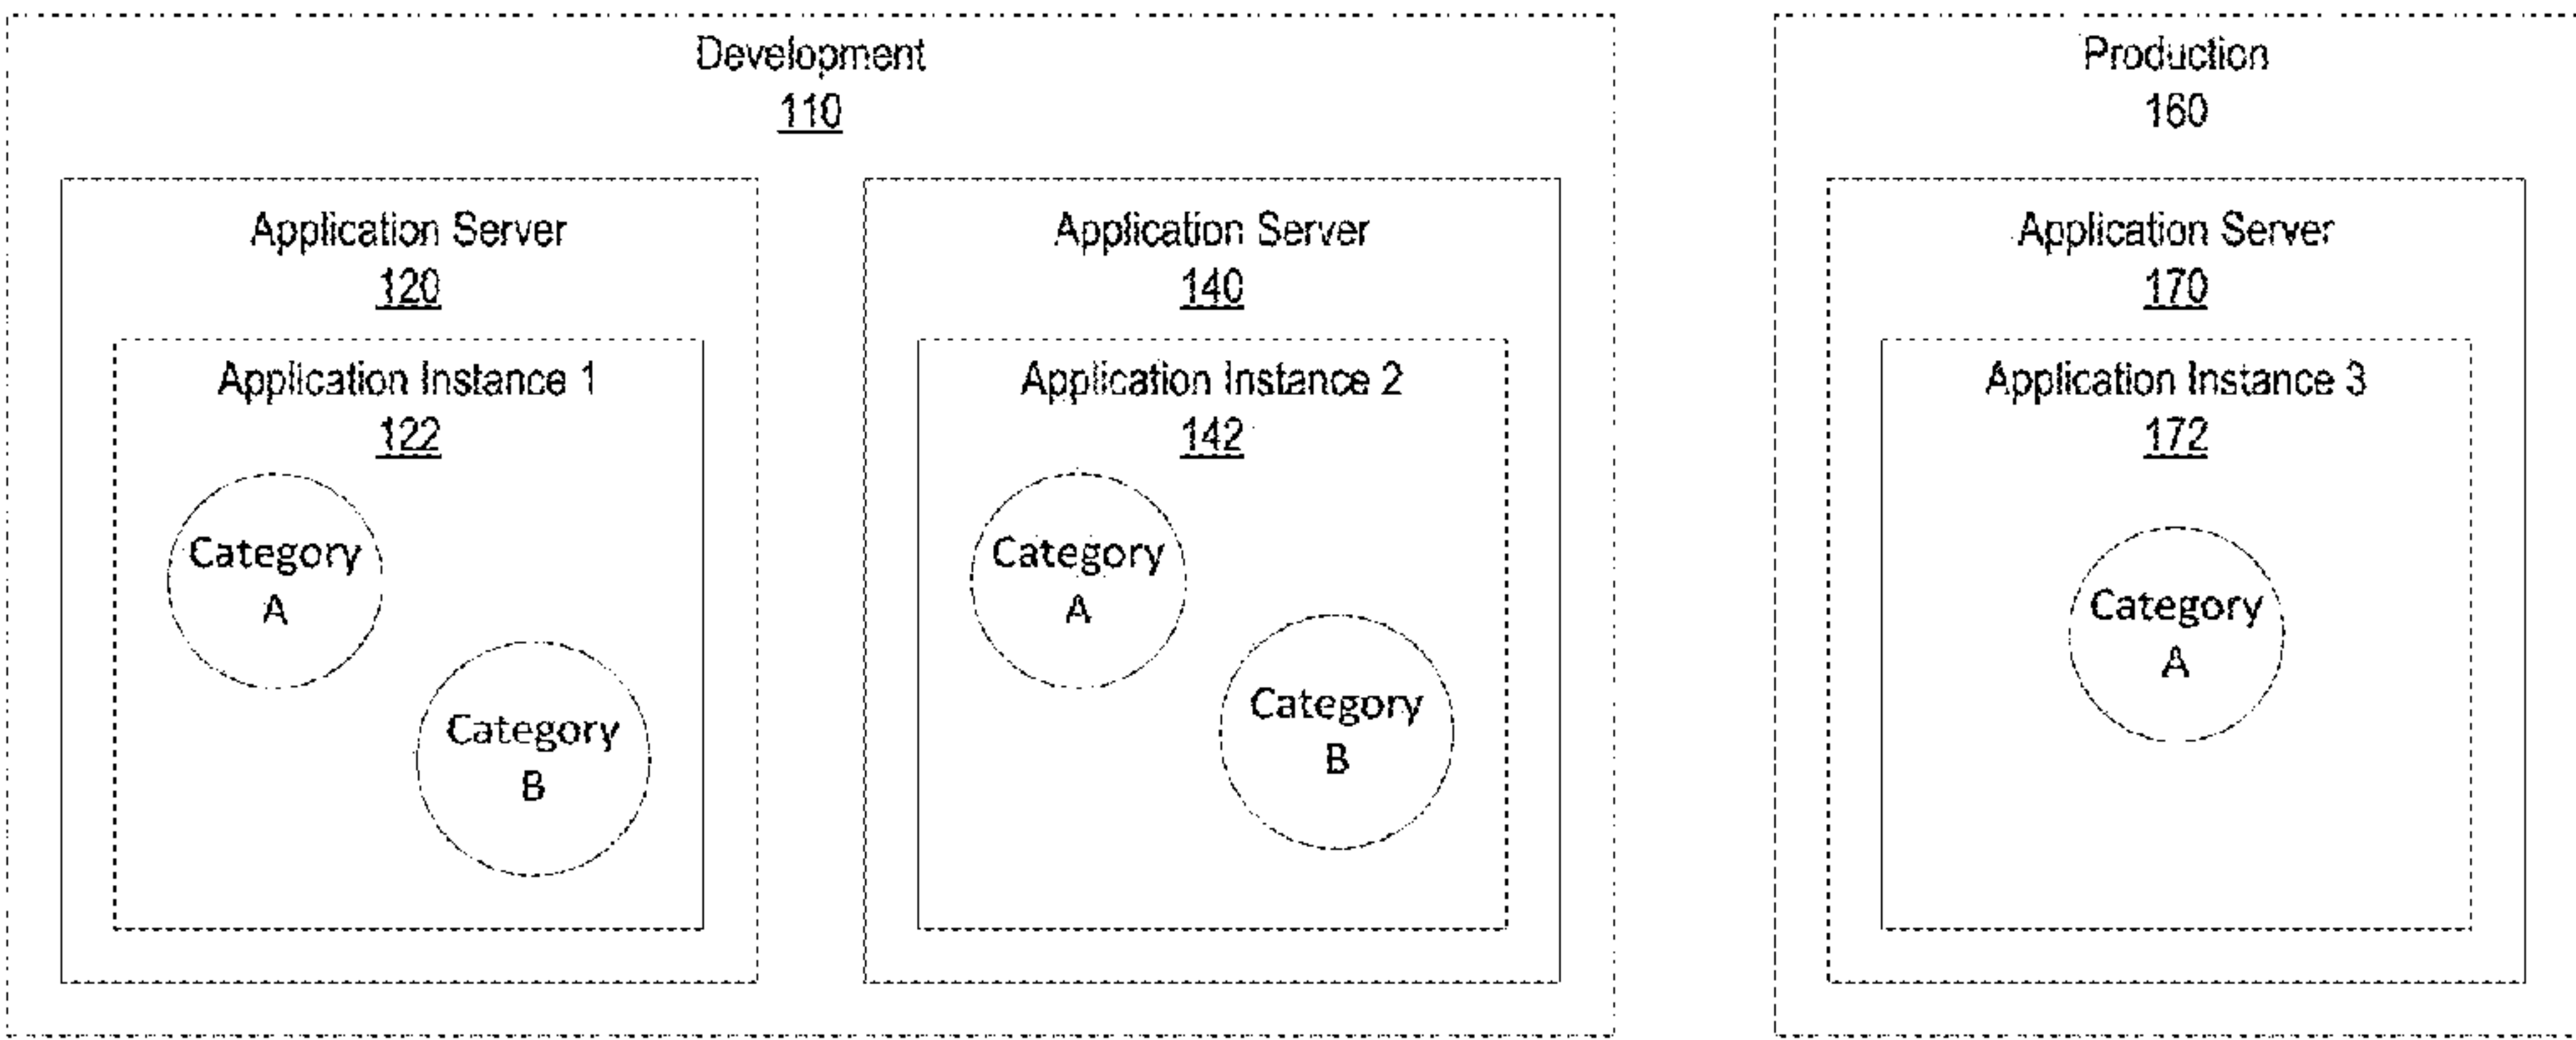 Development
110
Application Server
120
Application Instance 1
122
Category
A
Category
B
Application Server
140
Application Instance 2
142
Category
A
Category
B
Production
160
Application Server
170
Application Instance 3
172
Category
A